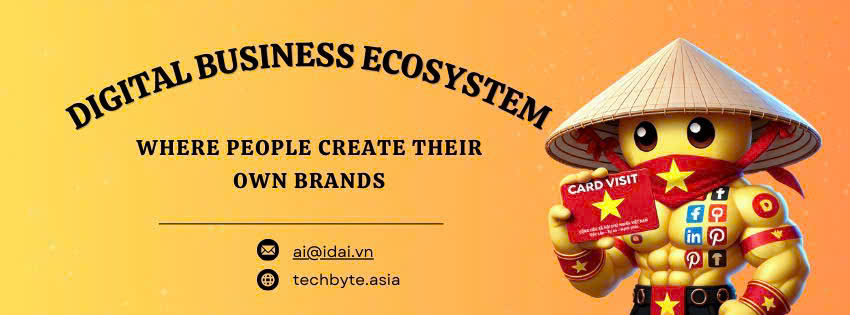 DIGITAL BUSINESS ECOSYSTEM
WHERE PEOPLE CREATE THEIR
OWN BRANDS
ai@idai.vn
techbyte.asia
CARD VISIT